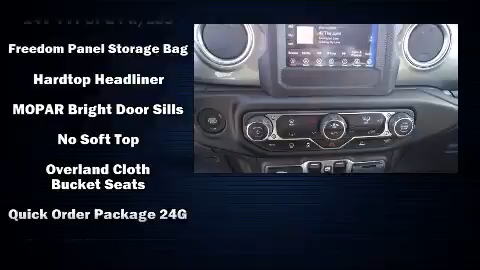 Freedom Panel Storage Bag
Hardtop Headliner
MOPAR Bright Door Sills
No Soft Top
Overland Cloth
Bucket Seats
Quick Order Package 24G